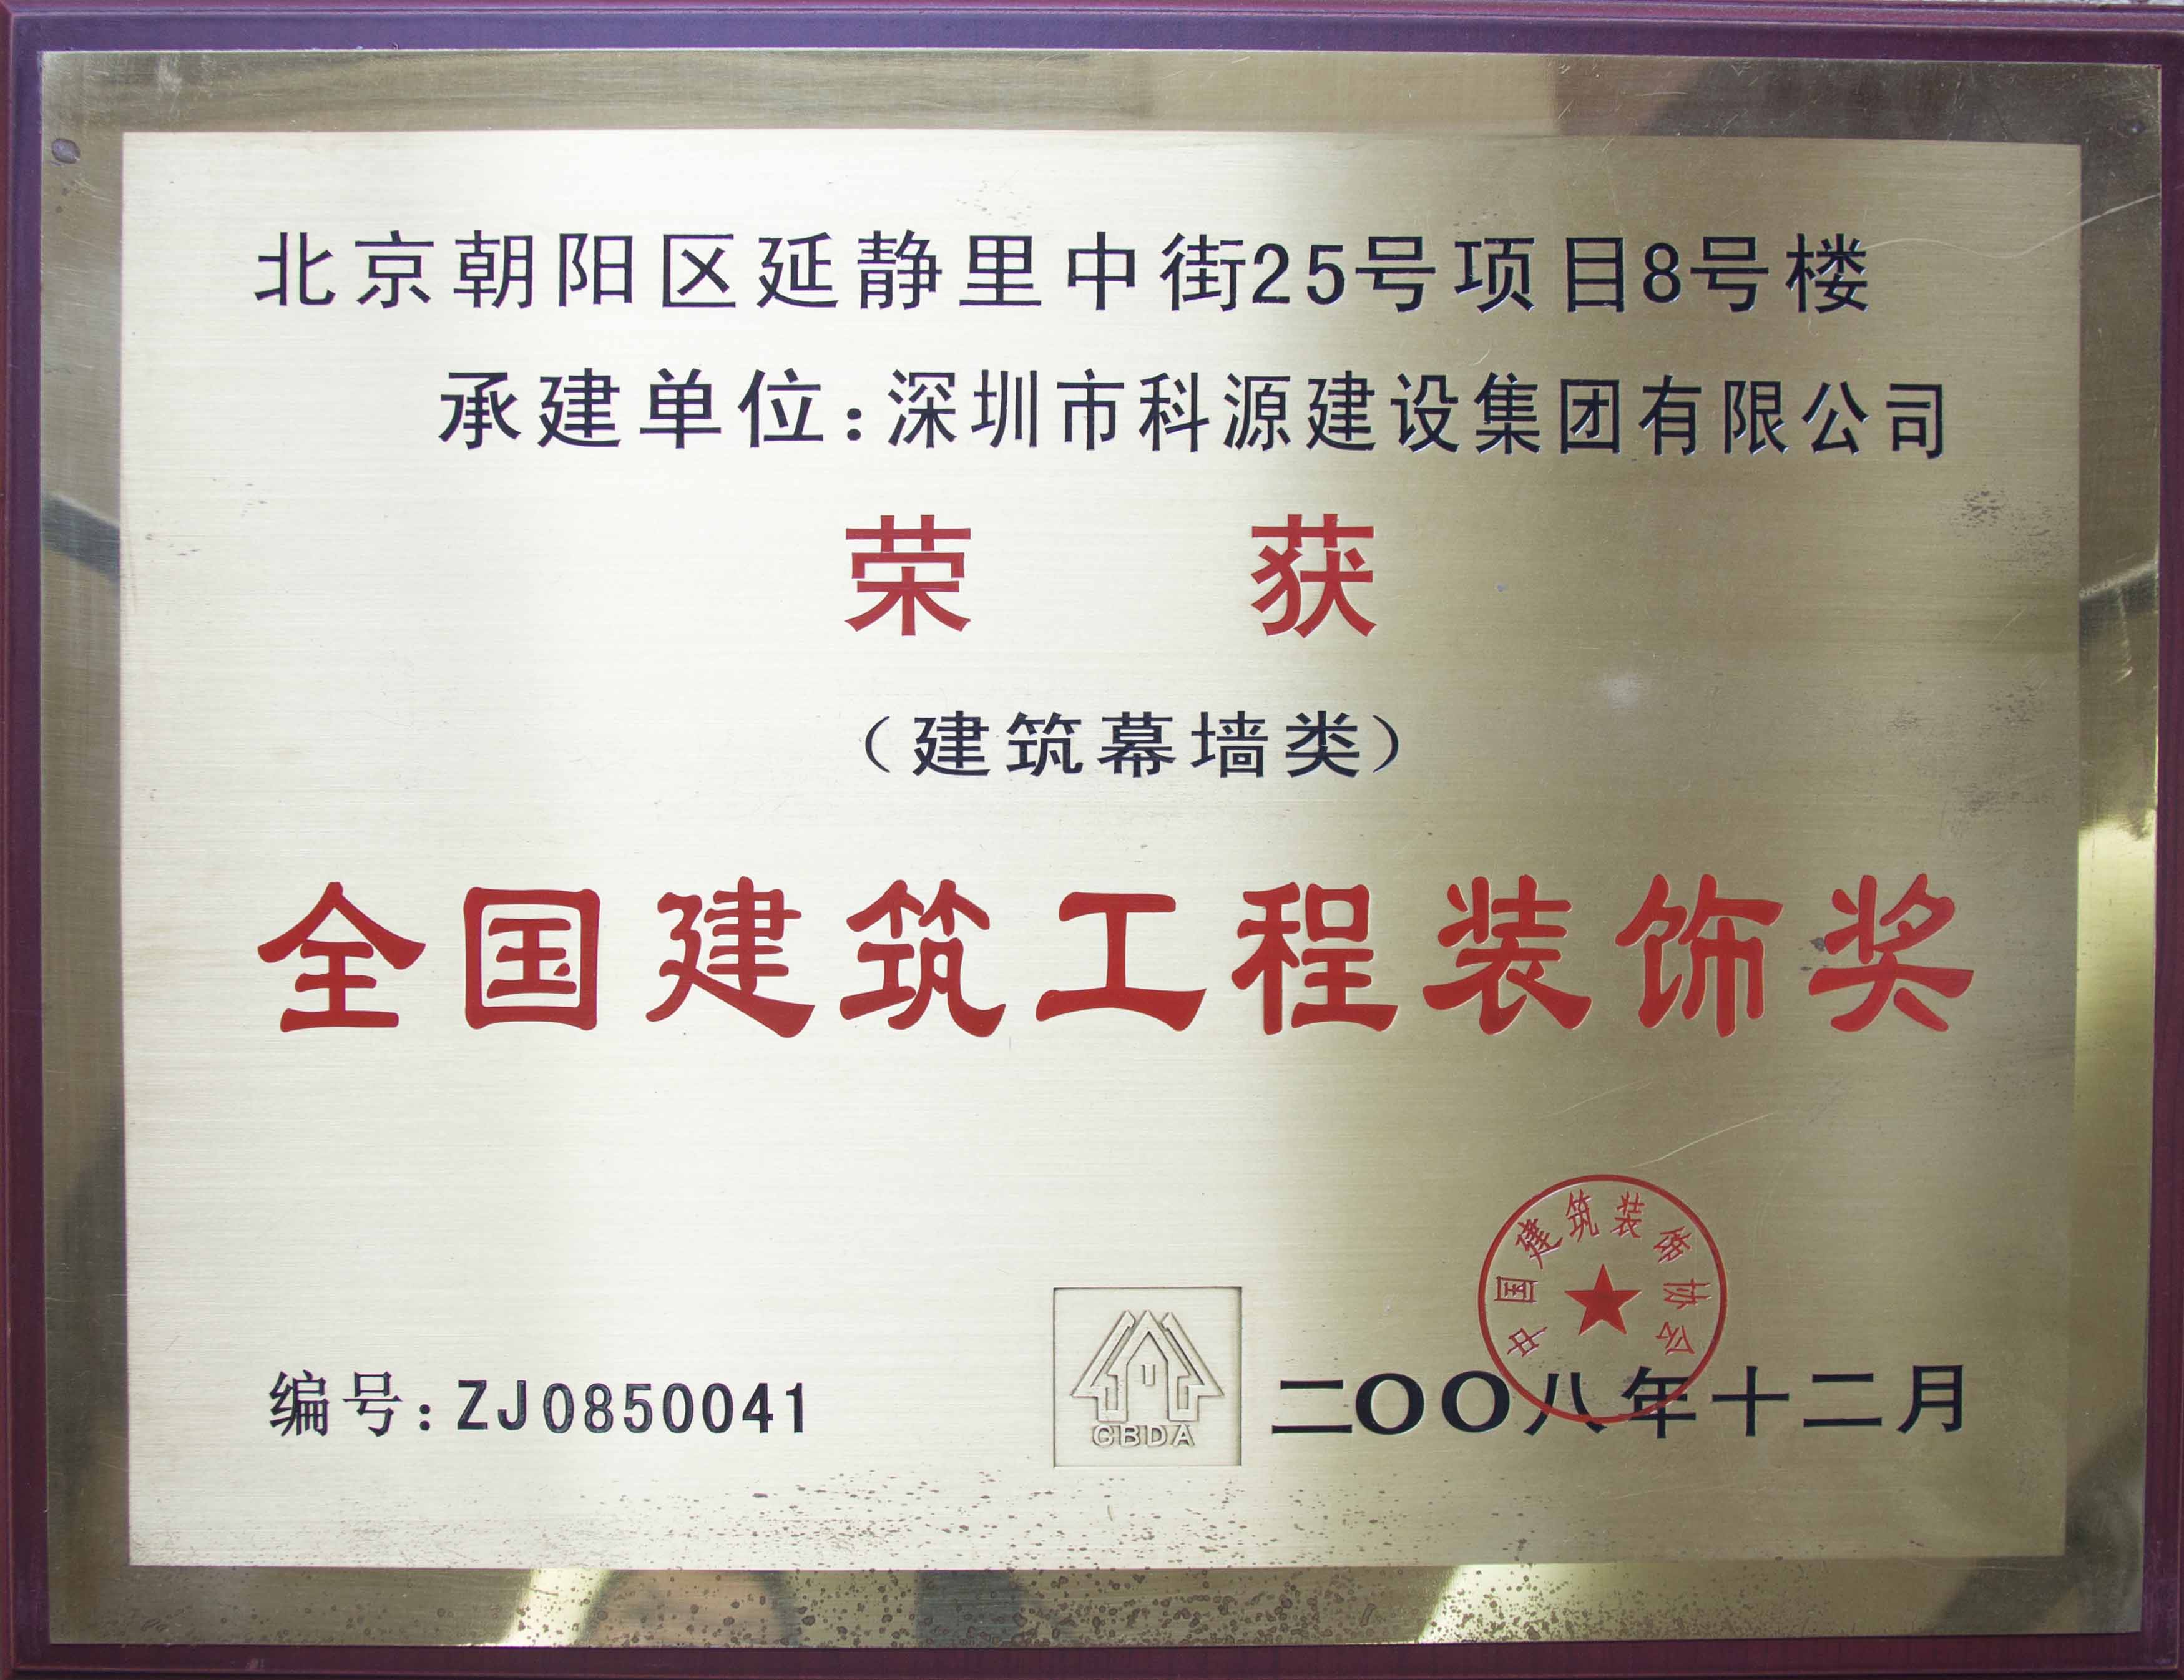 北京朝阳区延静里中街25号项目8号楼
承建单位：深圳市科源建设集团有限公司
荣 获
（建筑幕墙类）
全国建筑工程装饰奖
中国建筑装饰协会
编号：ZJ0850041
CBDA
二OO八年十二月